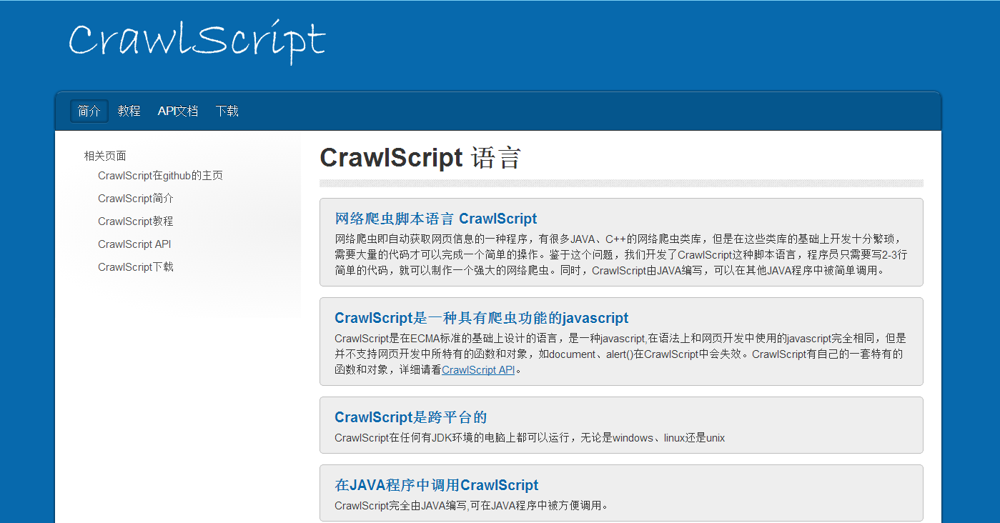 CrawlScript
简介 教程 API文档 下载
相关页面
CrawlScript在github的主页
CrawlScript简介
CrawlScript教程
CrawlScript API
CrawlScript下载
CrawlScript 语言
网络爬虫脚本语言 CrawlScript
网络爬虫即自动获取网页信息的一种程序，有很多JAVA、C++的网络爬虫类库，但是在这些类库的基础上开发十分繁琐，
需要大量的代码才可以完成一个简单的操作。鉴于这个问题，我们开发了CrawlScript这种脚本语言，程序员只需要写2-3行
简单的代码，就可以制作一个强大的网络爬虫。同时，CrawlScript由JAVA编写，可以在其他JAVA程序中被简单调用。
CrawlScript是一种具有爬虫功能的javascript
CrawlScript是在ECMA标准的基础上设计的语言，是一种javascript,在语法上和网页开发中使用的javascript完全相同，但是
并不支持网页开发中所特有的函数和对象，如document、alert()在CrawlScript中会失效。CrawlScript有自己的一套特有的
函数和对象，详细请看CrawlScript API。
CrawlScript是跨平台的
CrawlScript在任何有JDK环境的电脑上都可以运行，无论是windows、linux还是unix
在JAVA程序中调用CrawlScript
CrawlScript完全由JAVA编写,可在JAVA程序中被方便调用。